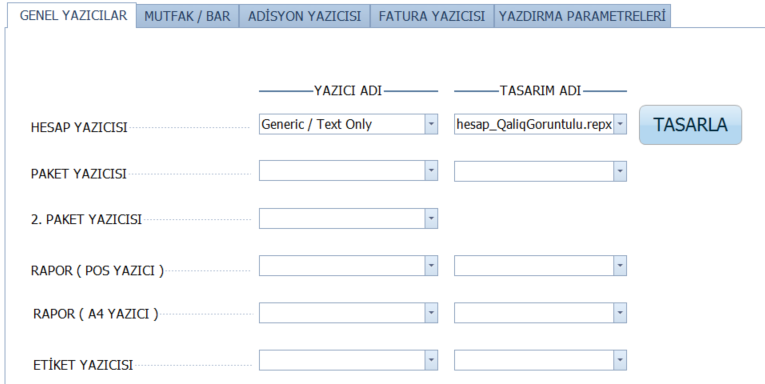 GENEL YAZICILAR MUTFAK / BAR ADİSYON YAZICISI FATURA YAZICISI YAZDIRMA PARAMETRELERİ
YAZICI ADI TASARIM ADI
HESAP YAZICISI Generic / Text Only hesap_QaliqGoruntulu.repx TASARLA
PAKET YAZICISI
2. PAKET YAZICISI
RAPOR ( POS YAZICI )
RAPOR ( A4 YAZICI )
ETİKET YAZICISI